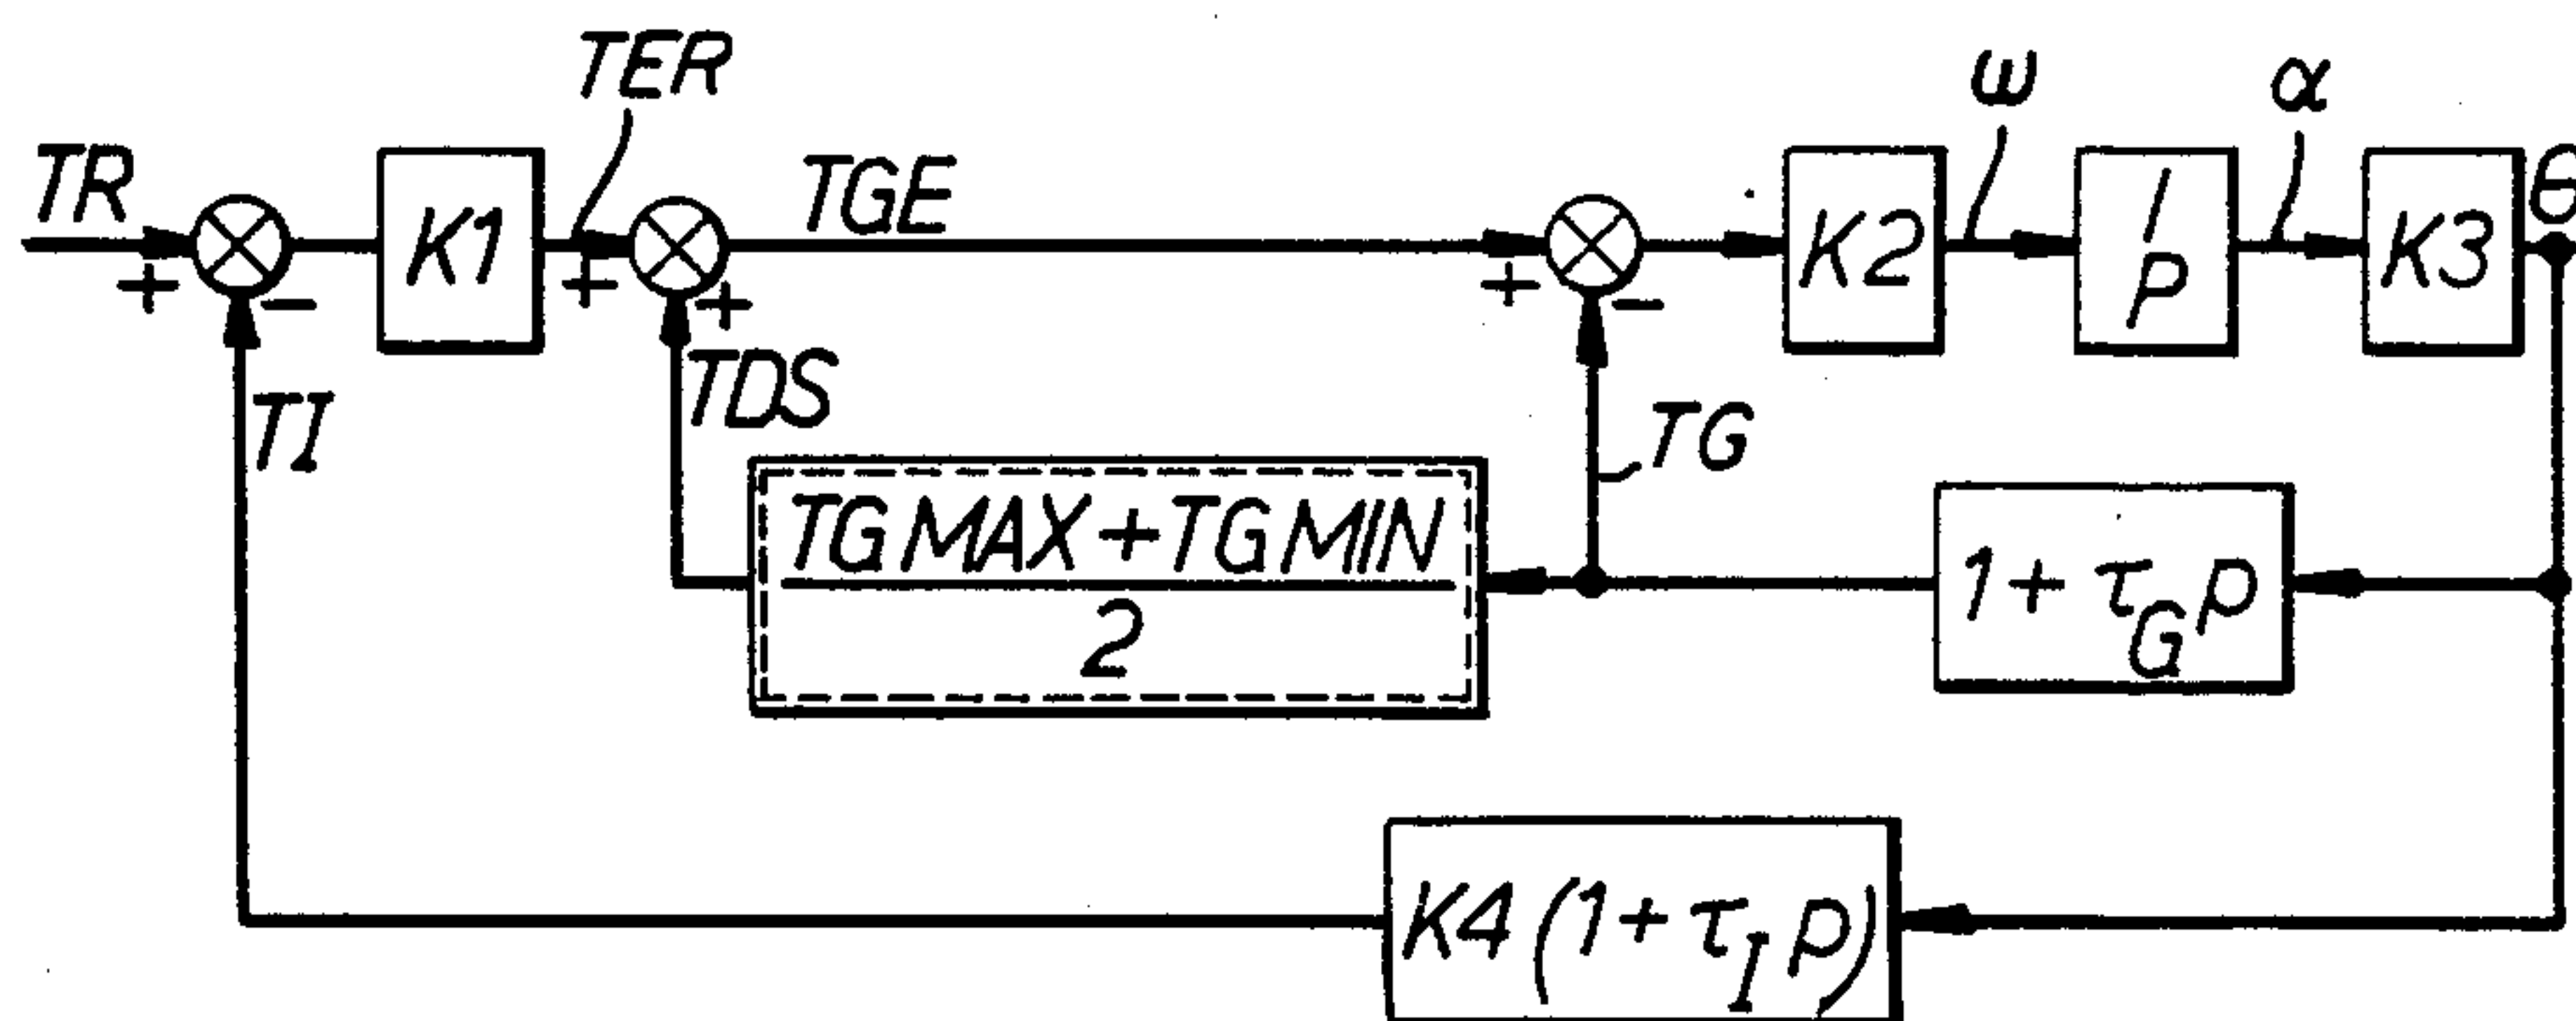 TR
+
-
TI
K1
TER
+
+
TDS
TGE
+
-
TG
K2
ω
1
P
α
K3
θ
TG MAX + TG MIN
2
1 + τG P
K4 (1 + τI P)